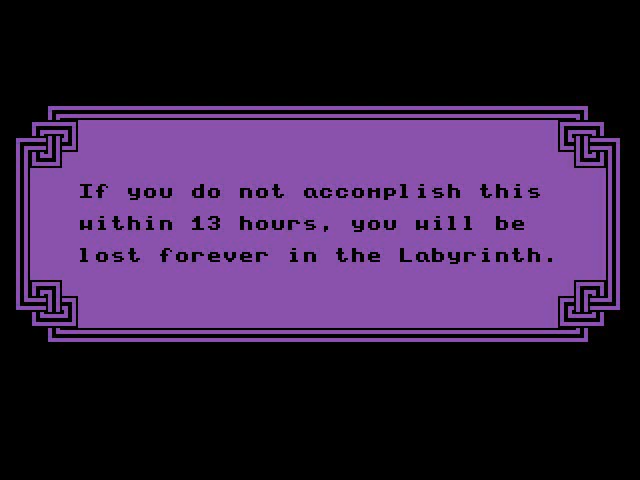 If you do not accomplish this
within 13 hours, you will be
lost forever in the Labyrinth.